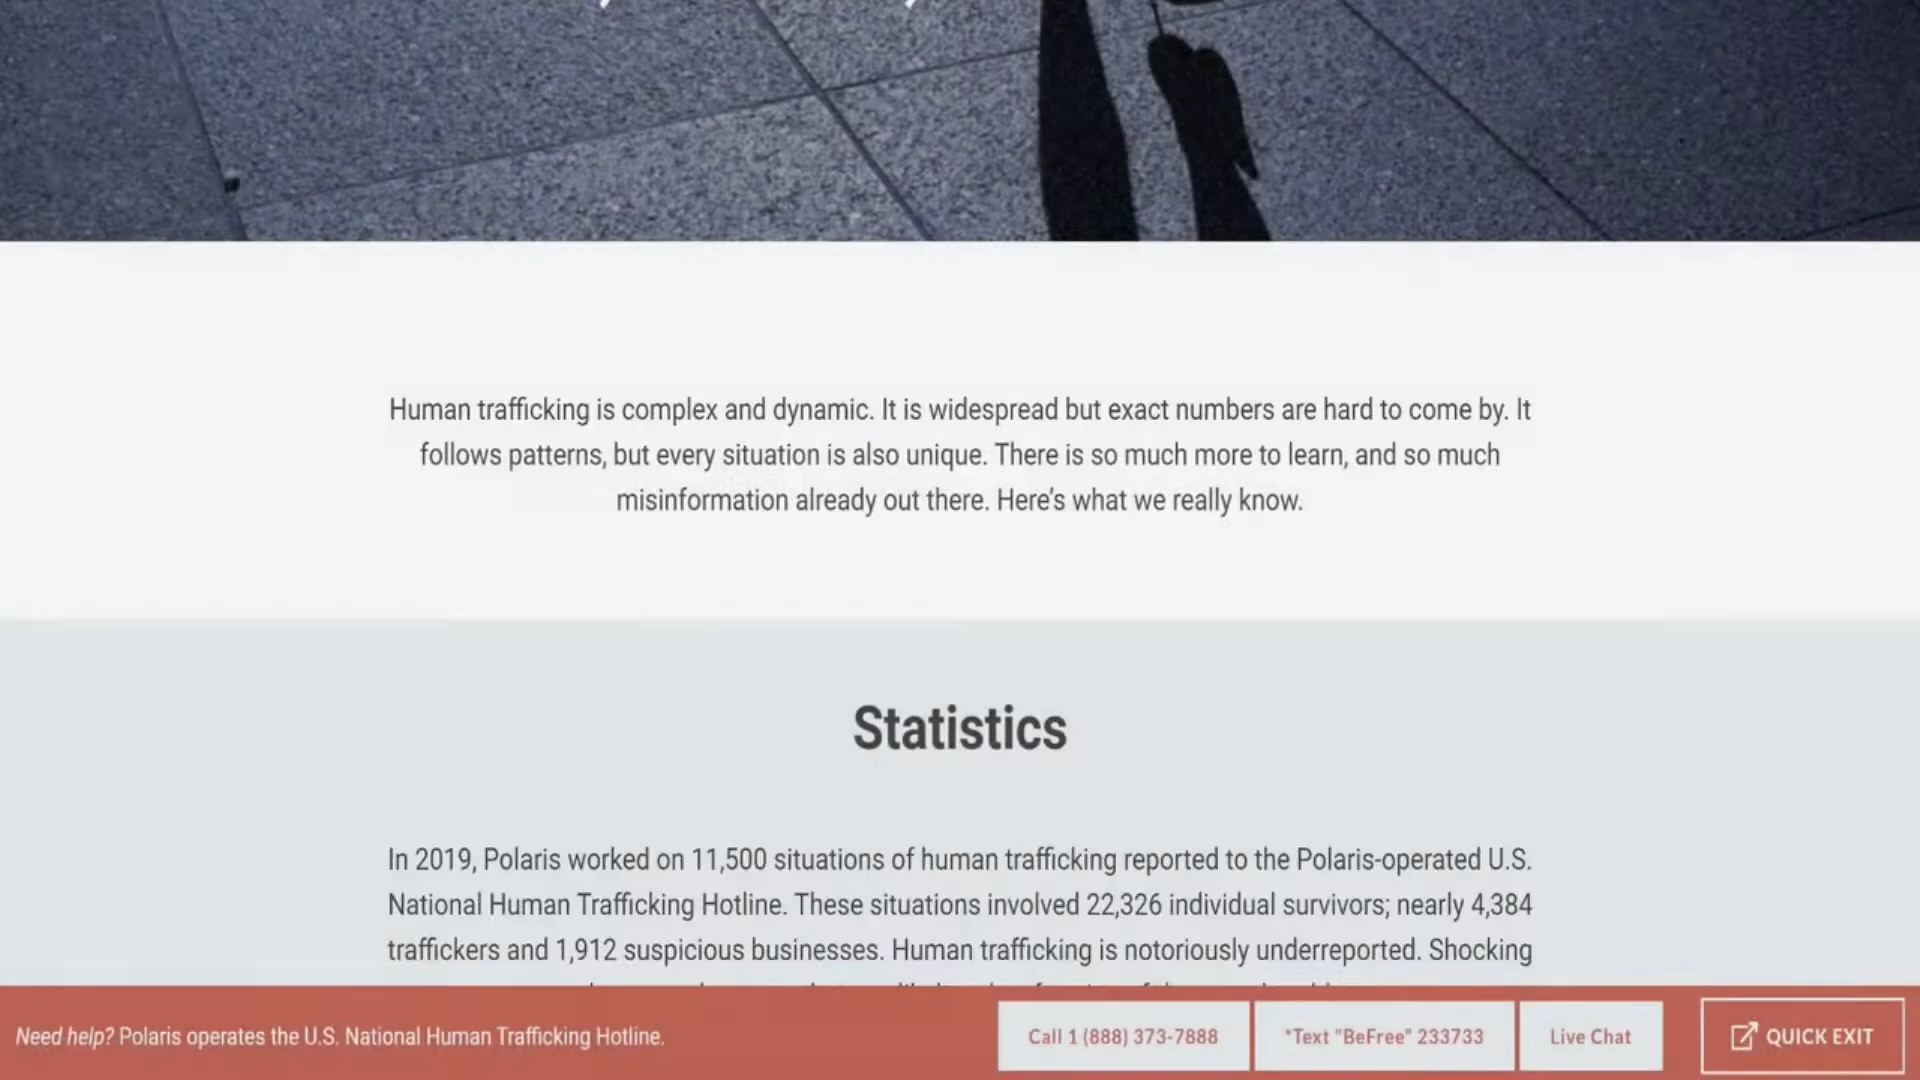 Human trafficking is complex and dynamic. It is widespread but exact numbers are hard to come by. It
follows patterns, but every situation is also unique. There is so much more to learn, and so much
misinformation already out there. Here’s what we really know.
Statistics
In 2019, Polaris worked on 11,500 situations of human trafficking reported to the Polaris-operated U.S.
National Human Trafficking Hotline. These situations involved 22,326 individual survivors; nearly 4,384
traffickers and 1,912 suspicious businesses. Human trafficking is notoriously underreported. Shocking
Need help? Polaris operates the U.S. National Human Trafficking Hotline.
Call 1 (888) 373-7888
*Text "BeFree" 233733
Live Chat
QUICK EXIT